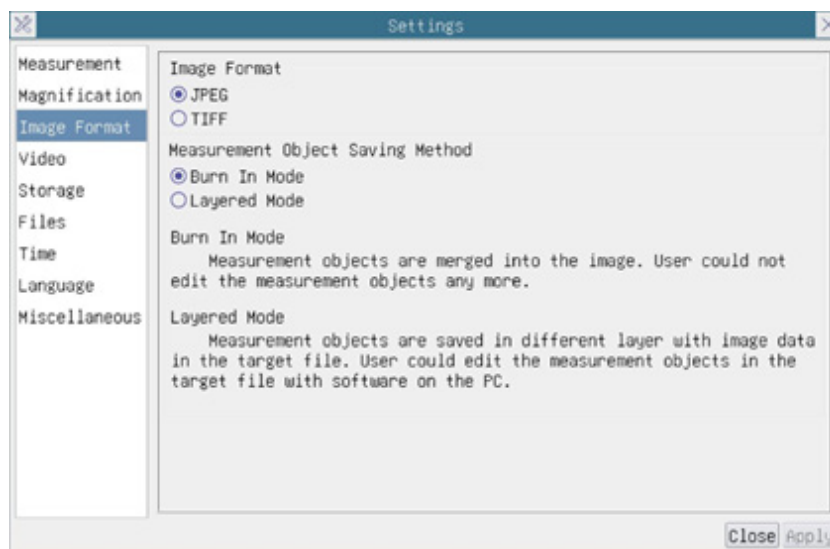 Settings
Measurement
Magnification
Image Format
Video
Storage
Files
Time
Language
Miscellaneous
Image Format
JPEG
TIFF
Measurement Object Saving Method
Burn In Mode
Layered Mode
Burn In Mode
Measurement objects are merged into the image. User could not
edit the measurement objects any more.
Layered Mode
Measurement objects are saved in different layer with image data
in the target file. User could edit the measurement objects in the
target file with software on the PC.
Close Apply